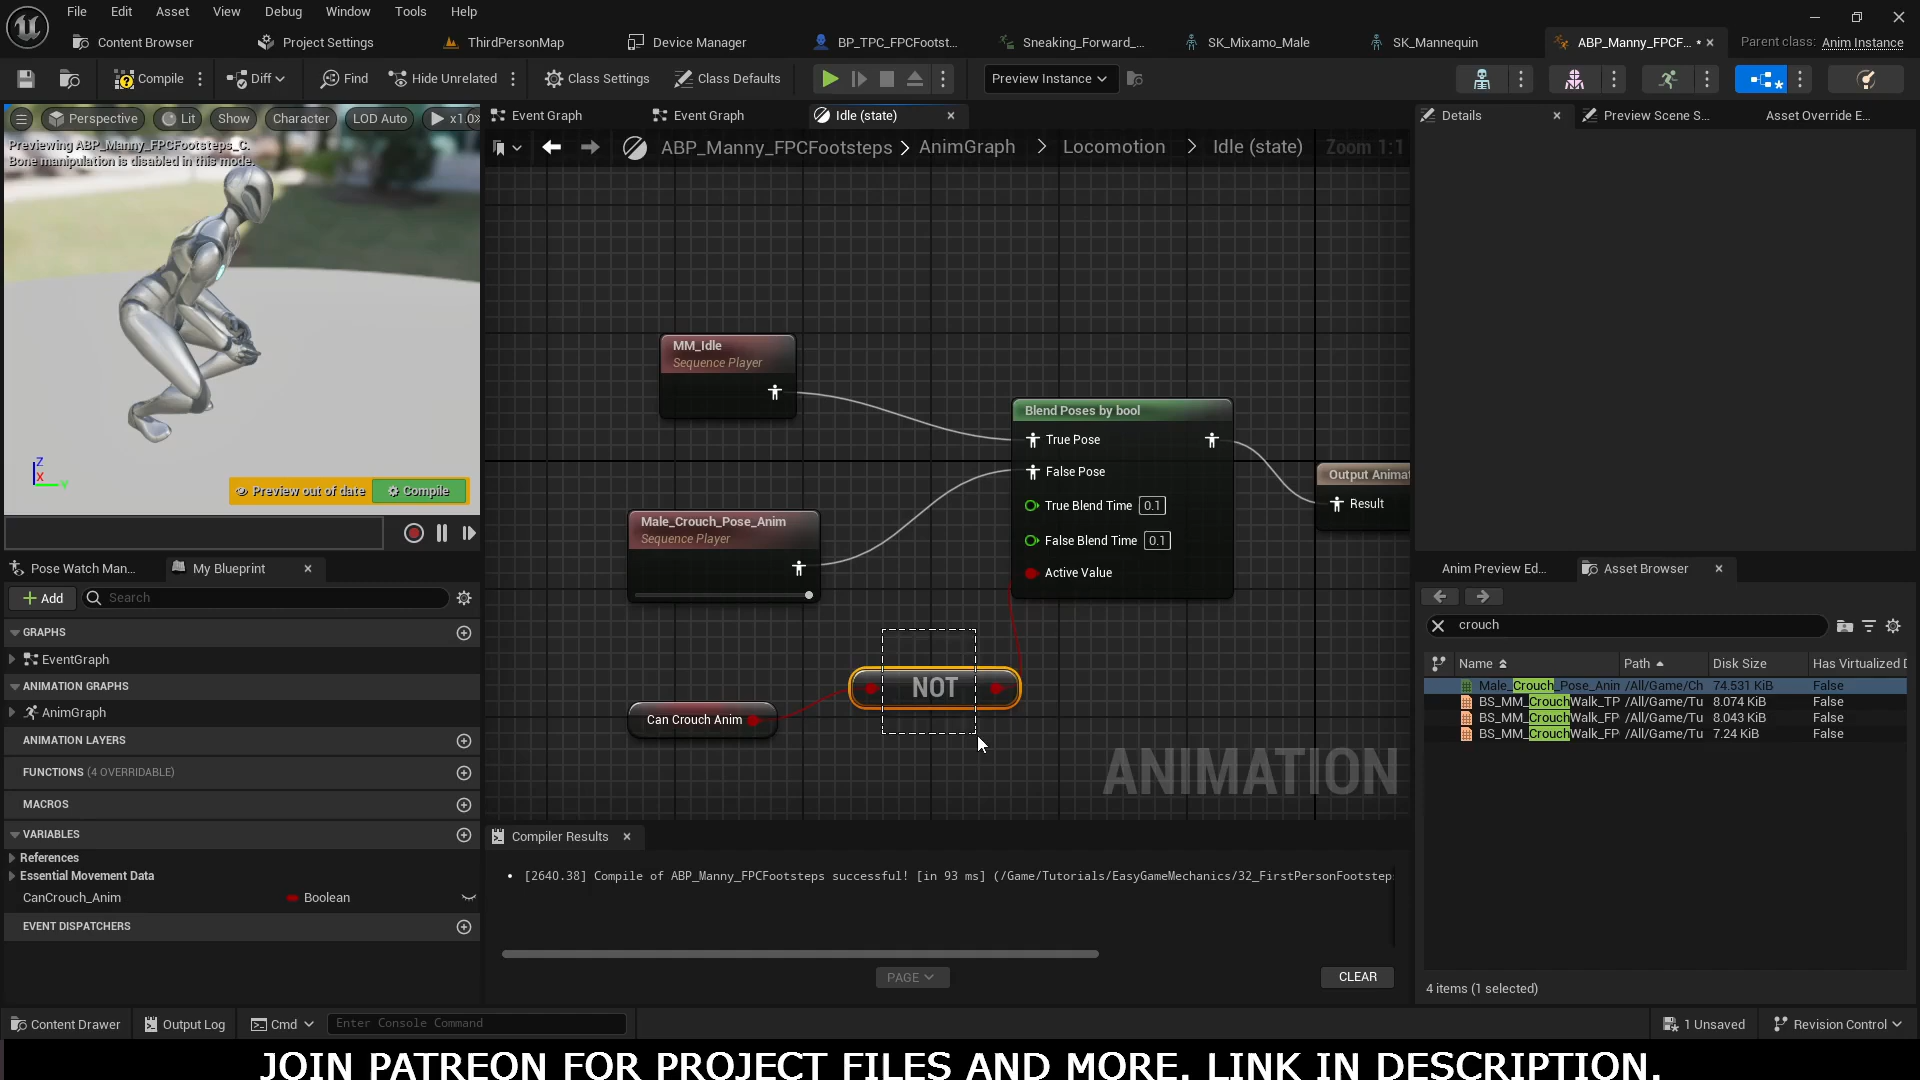 File Edit Asset View Debug Window Tools Help
Content Browser Project Settings ThirdPersonMap Device Manager BP_TPC_FPCFootst... Sneaking_Forward_... SK_Mixamo_Male SK_Mannequin ABP_Manny_FPCF... * Parent class: Anim Instance
Compile Diff Find Hide Unrelated Class Settings Class Defaults Preview Instance
Perspective Lit Show Character LOD Auto x1.0
Previewing ABP_Manny_FPCFootsteps_C.
Bone manipulation is disabled in this mode.
Z
X
Y
Preview out of date Compile
Event Graph Event Graph Idle (state)
ABP_Manny_FPCFootsteps > AnimGraph > Locomotion > Idle (state) Zoom 1:1
MM_Idle
Sequence Player
Blend Poses by bool
True Pose
False Pose
True Blend Time 0.1
False Blend Time 0.1
Active Value
Output Animat
Result
Male_Crouch_Pose_Anim
Sequence Player
NOT
Can Crouch Anim
ANIMATION
Pose Watch Man... My Blueprint
Add Search
GRAPHS
EventGraph
ANIMATION GRAPHS
AnimGraph
ANIMATION LAYERS
FUNCTIONS (4 OVERRIDABLE)
MACROS
VARIABLES
References
Essential Movement Data
CanCrouch_Anim Boolean
EVENT DISPATCHERS
Compiler Results
[2640.38] Compile of ABP_Manny_FPCFootsteps successful! [in 93 ms] (/Game/Tutorials/EasyGameMechanics/32_FirstPersonFootstep
PAGE
CLEAR
Details Preview Scene S... Asset Override E...
Anim Preview Ed... Asset Browser
crouch
Name Path Disk Size Has Virtualized D
Male_Crouch_Pose_Anin /All/Game/Ch 74.531 KiB False
BS_MM_CrouchWalk_TP /All/Game/Tu 8.074 KiB False
BS_MM_CrouchWalk_FP /All/Game/Tu 8.043 KiB False
BS_MM_CrouchWalk_FP /All/Game/Tu 7.24 KiB False
4 items (1 selected)
Content Drawer Output Log Cmd Enter Console Command 1 Unsaved Revision Control
JOIN PATREON FOR PROJECT FILES AND MORE. LINK IN DESCRIPTION.